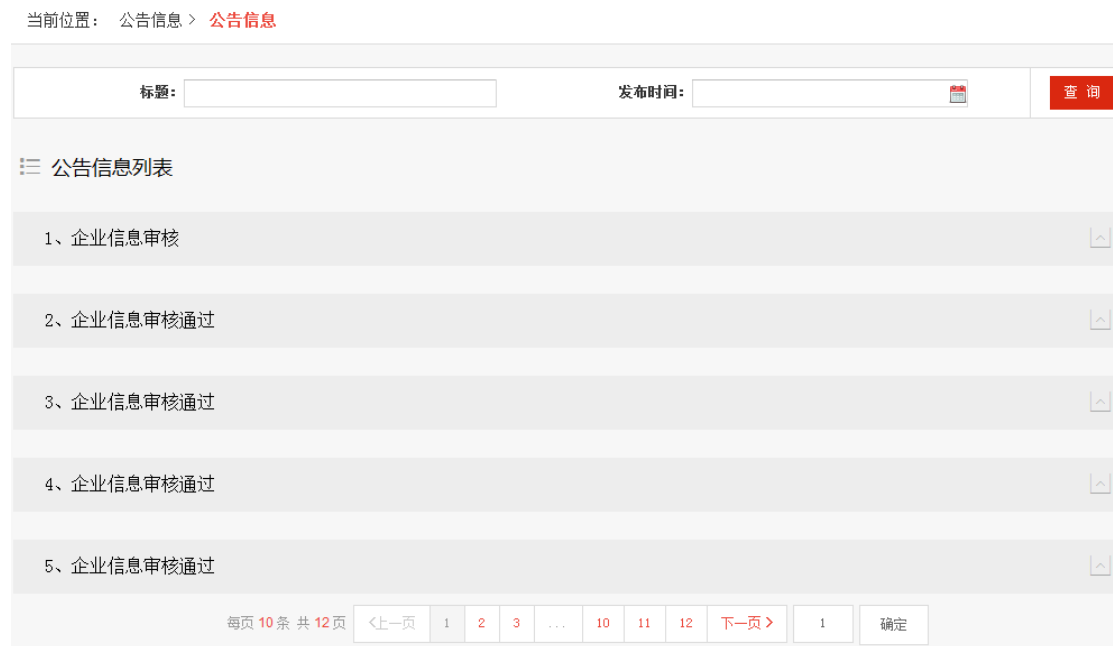 当前位置： 公告信息 > 公告信息
标题： 发布时间： 查 询
公告信息列表
1、企业信息审核
2、企业信息审核通过
3、企业信息审核通过
4、企业信息审核通过
5、企业信息审核通过
每页 10 条 共 12 页 <上一页 1 2 3 ... 10 11 12 下一页> 1 确定